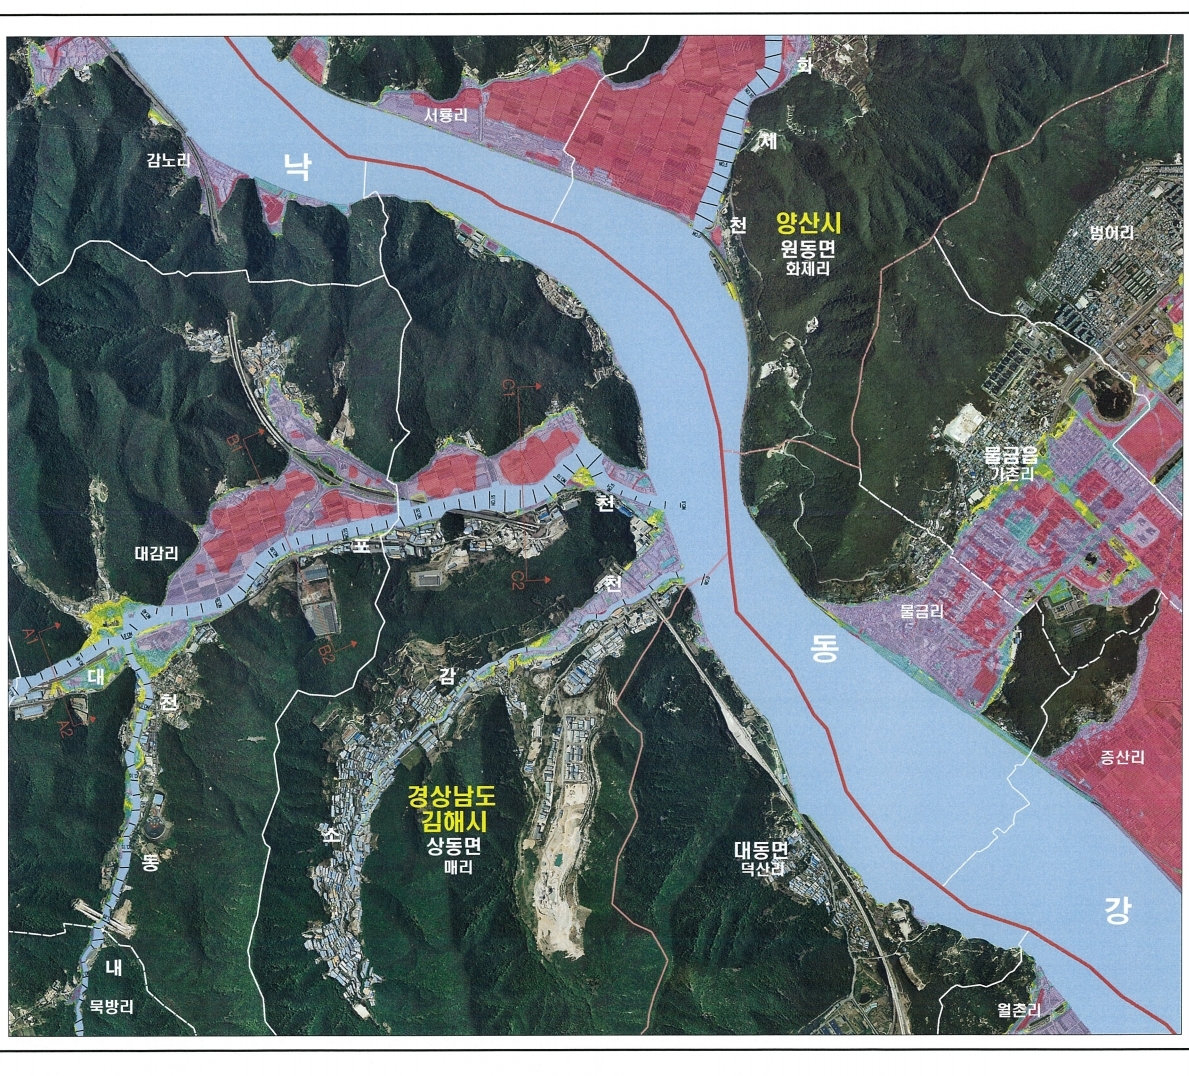 화
서룡리
제
감노리
낙
천
양산시
원동면
화제리
범어리
C1
B1
물금읍
가촌리
천
포
대감리
C2
천
물금리
A1
B2
동
감
대
천
A2
증산리
경상남도
김해시
상동면
매리
소
대동면
덕산리
동
강
내
묵방리
월촌리